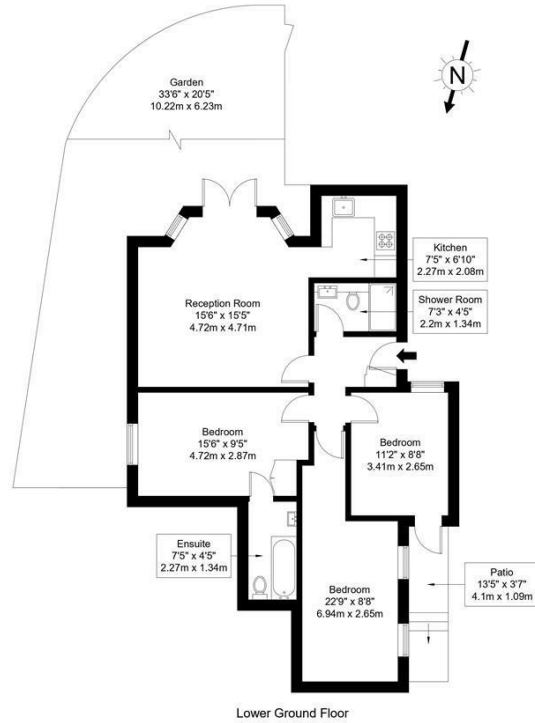 Garden
33'6" x 20'5"
10.22m x 6.23m
N
Kitchen
7'5" x 6'10"
2.27m x 2.08m
Shower Room
7'3" x 4'5"
2.2m x 1.34m
Reception Room
15'6" x 15'5"
4.72m x 4.71m
Bedroom
15'6" x 9'5"
4.72m x 2.87m
Bedroom
11'2" x 8'8"
3.41m x 2.65m
Ensuite
7'5" x 4'5"
2.27m x 1.34m
Patio
13'5" x 3'7"
4.1m x 1.09m
Bedroom
22'9" x 8'8"
6.94m x 2.65m
Lower Ground Floor